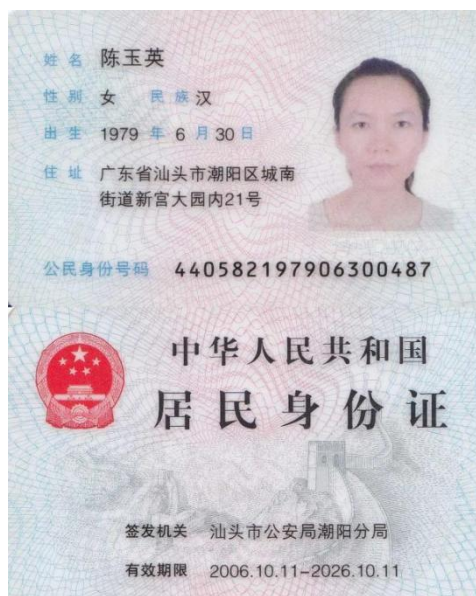 姓名 陈玉英
性别 女 民族 汉
出生 1979 年 6 月 30 日
住址 广东省汕头市潮阳区城南
街道新宫大园内21号
公民身份号码 440582197906300487
中华人民共和国
居民身份证
签发机关 汕头市公安局潮阳分局
有效期限 2006.10.11-2026.10.11